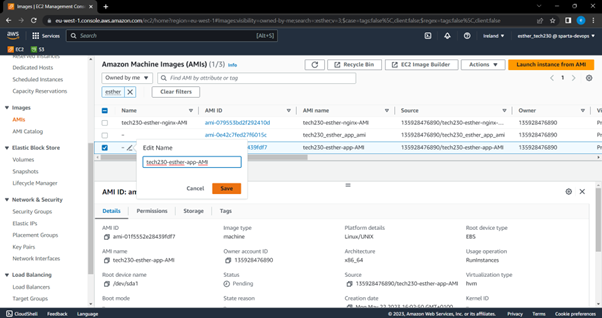 Images | EC2 Management Con
eu-west-1.console.aws.amazon.com/ec2/home?region=eu-west-1#Images:visibility=owned-by-me;search=esther;v=3;$case=tags:false%5C,client:false;$regex=tags:false%5C,client:false
aws
Services
Search
[Alt+S]
Ireland
esther_tech230 @ sparta-devops
EC2
S3
Reserved Instances
Dedicated Hosts
Scheduled Instances
Capacity Reservations
Images
AMIs
AMI Catalog
Elastic Block Store
Volumes
Snapshots
Lifecycle Manager
Network & Security
Security Groups
Elastic IPs
Placement Groups
Key Pairs
Network Interfaces
Load Balancing
Load Balancers
Target Groups
Amazon Machine Images (AMIs) (1/3) Info
Recycle Bin
EC2 Image Builder
Actions
Launch instance from AMI
Owned by me
Find AMI by attribute or tag
1
esther
Clear filters
Name
AMI ID
AMI name
Source
Owner
tech230-esther-nginx-AMI
ami-079553bd2f292410d
tech230-esther-nginx-AMI
135928476890/tech230-esther-nginx-...
135928476890
–
ami-0e42c7fed27f6015c
tech230_esther_app_ami
135928476890/tech230_esther_app_ami
135928476890
–
tech230-esther-app-AMI
135928476890/tech230-esther-app-AMI
135928476890
Edit Name
tech230-esther-app-AMI
Cancel
Save
Details
Permissions
Storage
Tags
AMI ID
ami-01f5552e28439fdf7
Image type
machine
Platform details
Linux/UNIX
Root device type
EBS
AMI name
tech230-esther-app-AMI
Owner account ID
135928476890
Architecture
x86_64
Usage operation
RunInstances
Root device name
/dev/sda1
Status
Pending
Source
135928476890/tech230-esther-app-AMI
Virtualization type
hvm
Boot mode
State reason
Creation date
Kernel ID
CloudShell
Feedback
Language
© 2023, Amazon Web Services, Inc. or its affiliates.
Privacy
Terms
Cookie preferences